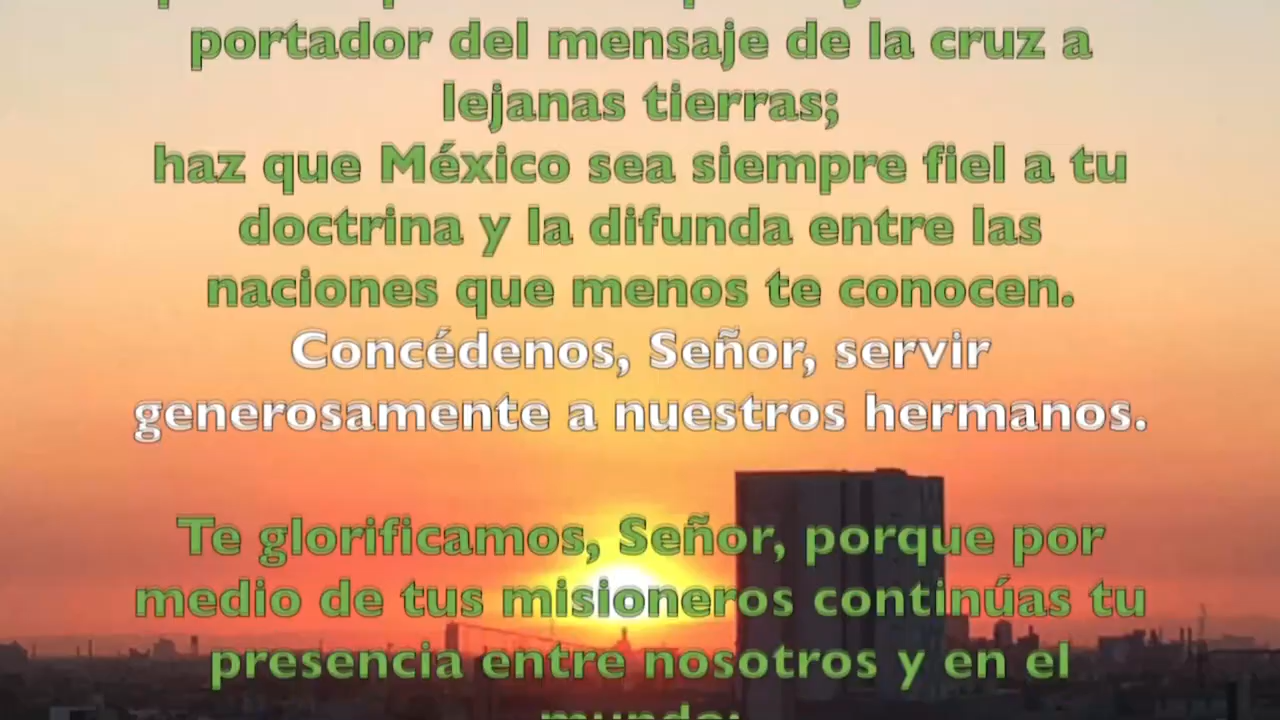 portador del mensaje de la cruz a
lejanas tierras;
haz que México sea siempre fiel a tu
doctrina y la difunda entre las
naciones que menos te conocen.
Concédenos, Señor, servir
generosamente a nuestros hermanos.
Te glorificamos, Señor, porque por
medio de tus misioneros continúas tu
presencia entre nosotros y en el
mundo;